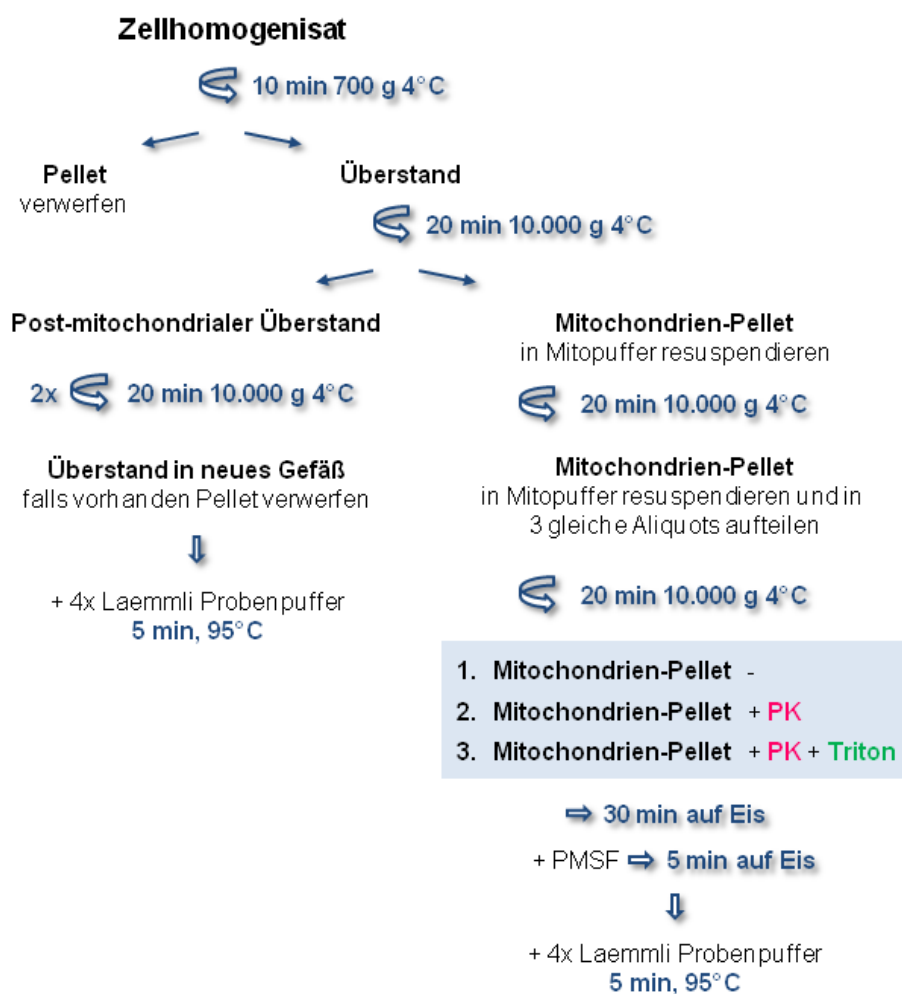 Zellhomogenisat
10 min 700 g 4°C
Pellet
verwerfen
Überstand
20 min 10.000 g 4°C
Post-mitochondrialer Überstand
2x 20 min 10.000 g 4°C
Überstand in neues Gefäß
falls vorhanden Pellet verwerfen
+ 4x Laemmli Probenpuffer
5 min, 95°C
Mitochondrien-Pellet
in Mitopuffer resuspendieren
20 min 10.000 g 4°C
Mitochondrien-Pellet
in Mitopuffer resuspendieren und in
3 gleiche Aliquots aufteilen
20 min 10.000 g 4°C
1. Mitochondrien-Pellet -
2. Mitochondrien-Pellet + PK
3. Mitochondrien-Pellet + PK + Triton
⇨ 30 min auf Eis
+ PMSF ⇨ 5 min auf Eis
+ 4x Laemmli Probenpuffer
5 min, 95°C